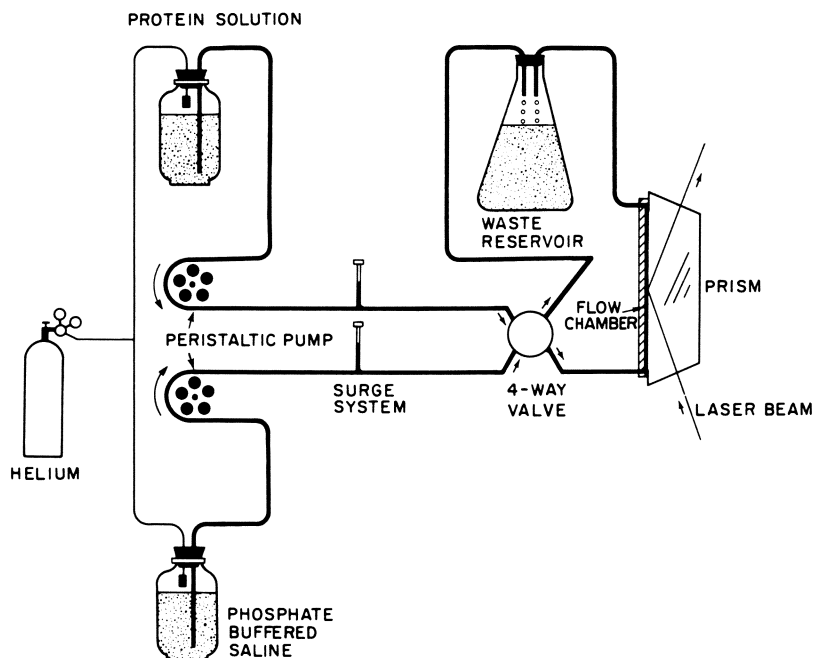 PROTEIN SOLUTION
WASTE
RESERVOIR
PRISM
FLOW
CHAMBER
PERISTALTIC PUMP
SURGE
SYSTEM
4-WAY
VALVE
LASER BEAM
HELIUM
PHOSPHATE
BUFFERED
SALINE